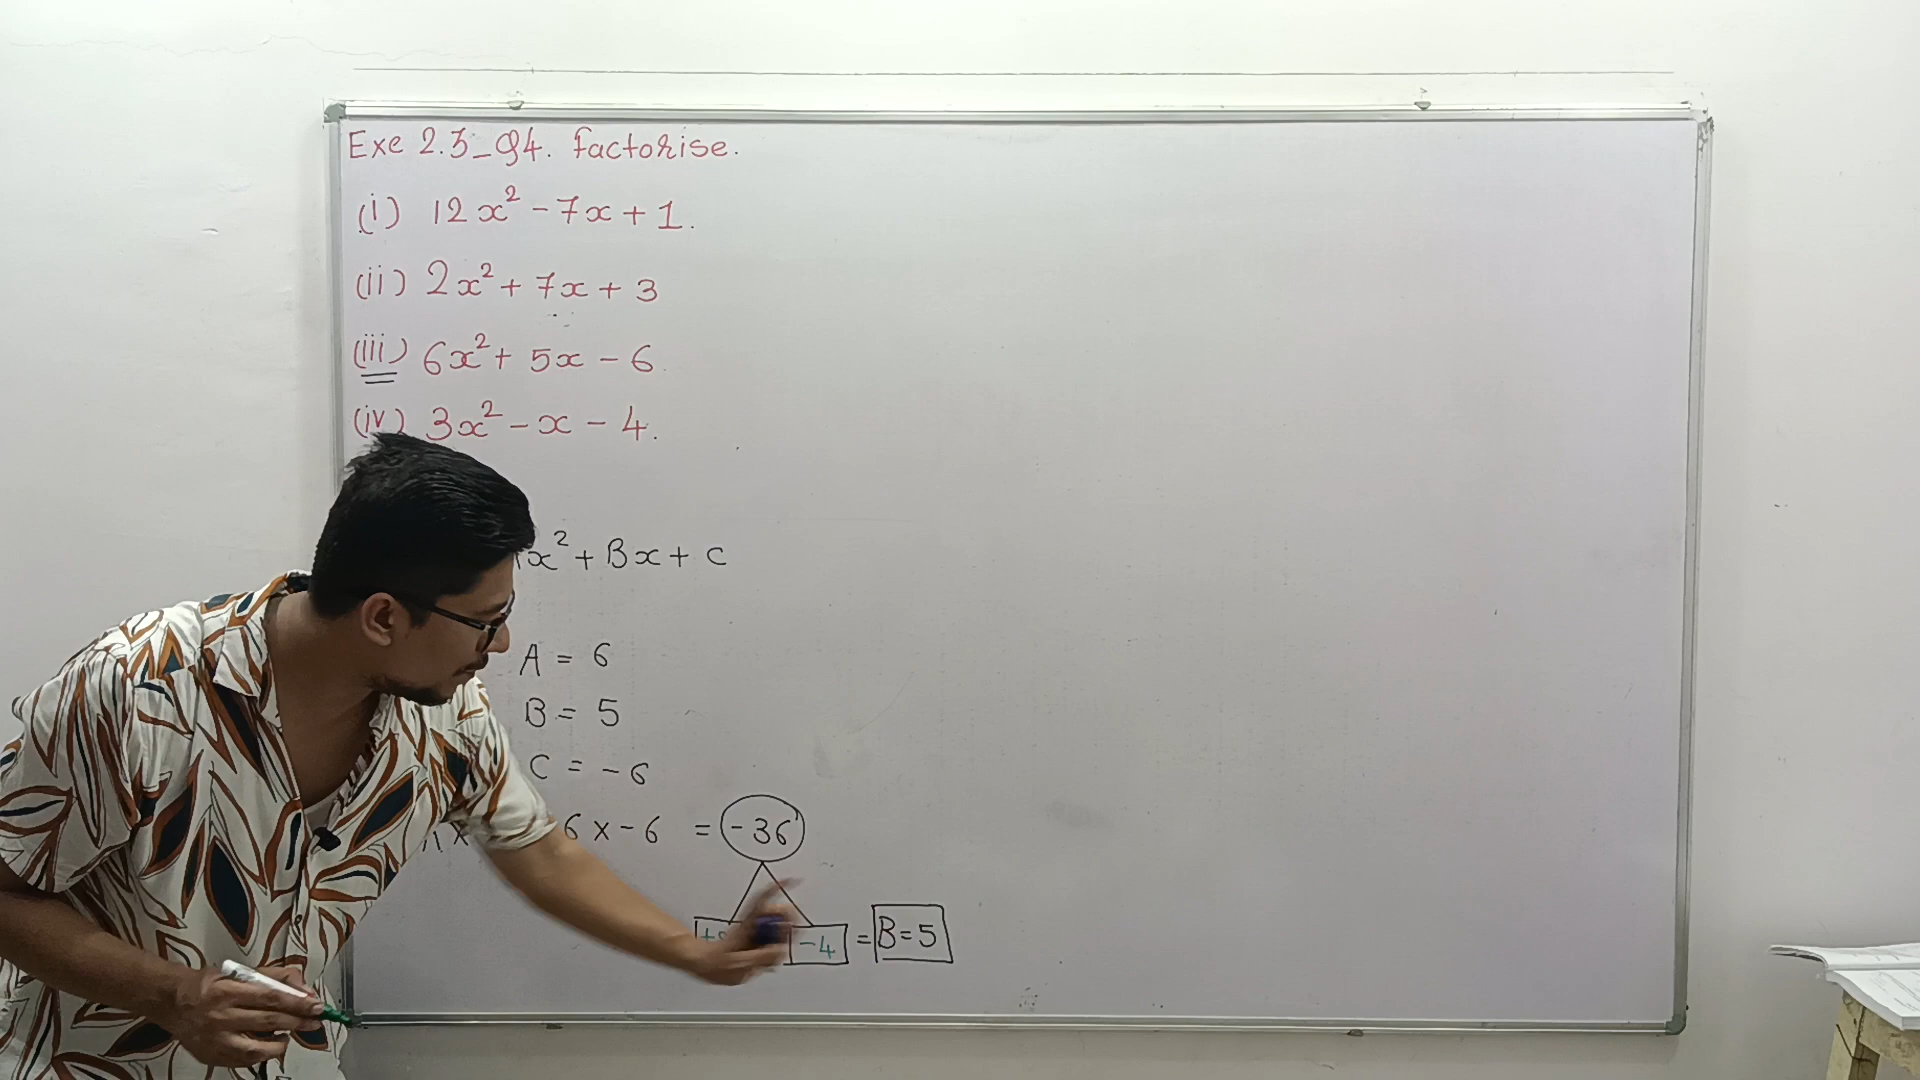 Exe 2.3_Q4. factorise.
(i) 12x² - 7x + 1.
(ii) 2x² + 7x + 3
(iii) 6x² + 5x - 6
(iv) 3x² - x - 4.
x² + Bx + C
A = 6
B = 5
C = -6
6 x -6 = -36
-4 = B = 5